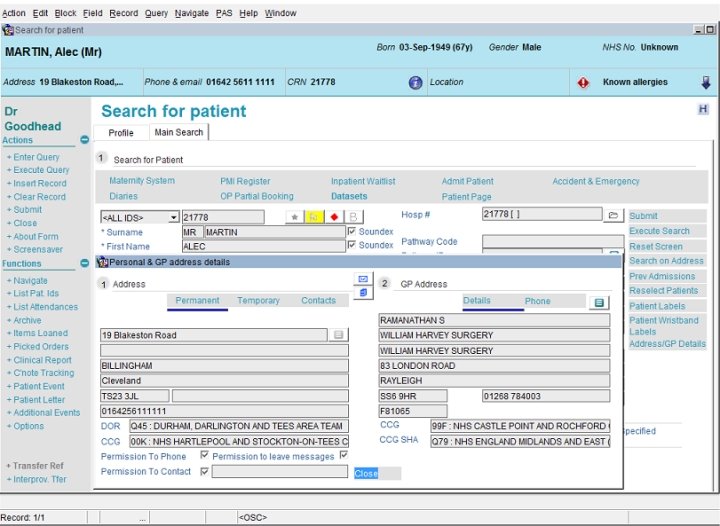 Action Edit Block Field Record Query Navigate PAS Help Window
Search for patient
MARTIN, Alec (Mr)
Born 03-Sep-1949 (67y) Gender Male NHS No. Unknown
Address 19 Blakeston Road,... Phone & email 01642 5611 1111 CRN 21778 Location Known allergies
Dr Goodhead
Search for patient
H
Profile Main Search
Actions
+ Enter Query
+ Execute Query
+ Insert Record
+ Clear Record
+ Submit
+ Close
+ About Form
+ Screensaver
Functions
+ Navigate
+ List Pat. Ids
+ List Attendances
+ Archive
+ Items Loaned
+ Picked Orders
+ Clinical Report
+ C'note Tracking
+ Patient Event
+ Patient Letter
+ Additional Events
+ Options
+ Transfer Ref
+ Interprov. Tfer
1 Search for Patient
Maternity System PMI Register Inpatient Waitlist Admit Patient Accident & Emergency
Diaries OP Partial Booking Datasets Patient Page
<ALL IDS> 21778 Hosp # 21778 [ ]
* Surname MR MARTIN Soundex
* First Name ALEC Soundex Pathway Code
Submit
Execute Search
Reset Screen
Search on Address
Prev Admissions
Reselect Patients
Patient Labels
Patient Wristband
Labels
Address/GP Details
Personal & GP address details
1 Address
Permanent Temporary Contacts
19 Blakeston Road
BILLINGHAM
Cleveland
TS23 3JL
0164256111111
DOR Q45 : DURHAM, DARLINGTON AND TEES AREA TEAM
CCG 00K : NHS HARTLEPOOL AND STOCKTON-ON-TEES C
Permission To Phone Permission to leave messages
Permission To Contact
Close
2 GP Address
Details Phone
RAMANATHAN S
WILLIAM HARVEY SURGERY
WILLIAM HARVEY SURGERY
83 LONDON ROAD
RAYLEIGH
SS6 9HR 01268 784003
F81065
CCG 99F : NHS CASTLE POINT AND ROCHFORD
CCG SHA Q79 : NHS ENGLAND MIDLANDS AND EAST (
Record: 1/1 ... <OSC>